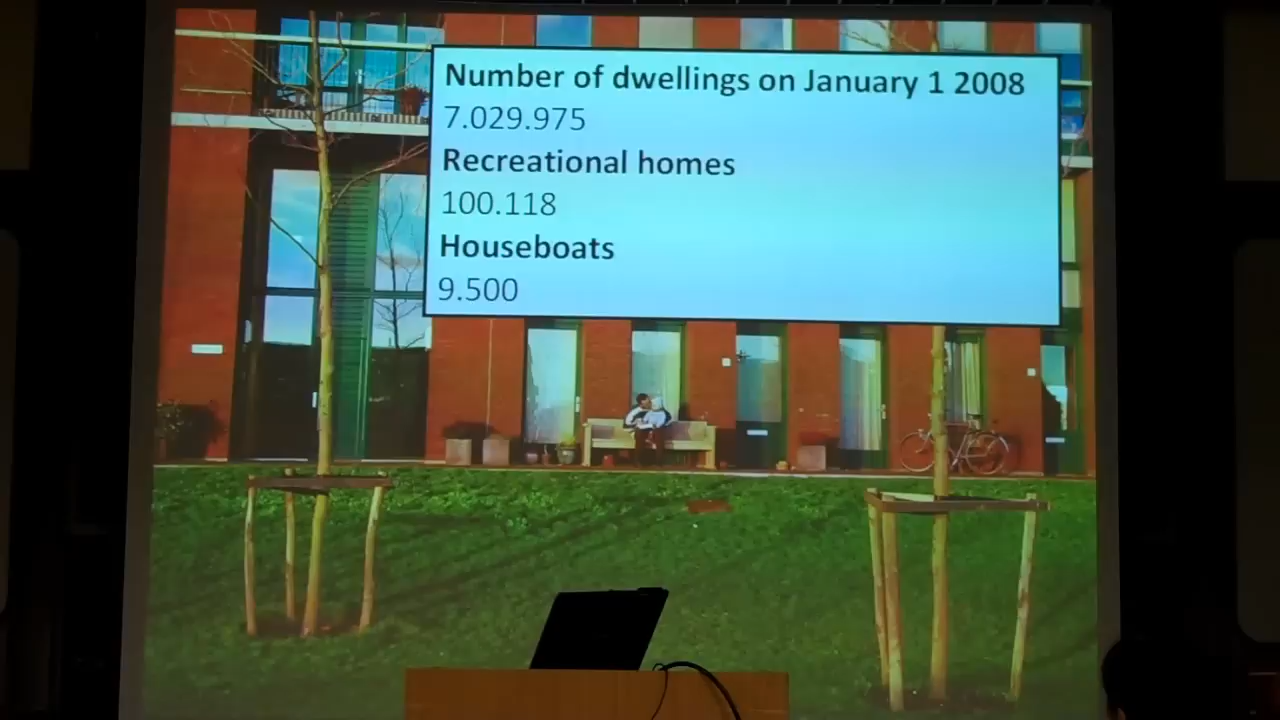 Number of dwellings on January 1 2008
7.029.975
Recreational homes
100.118
Houseboats
9.500